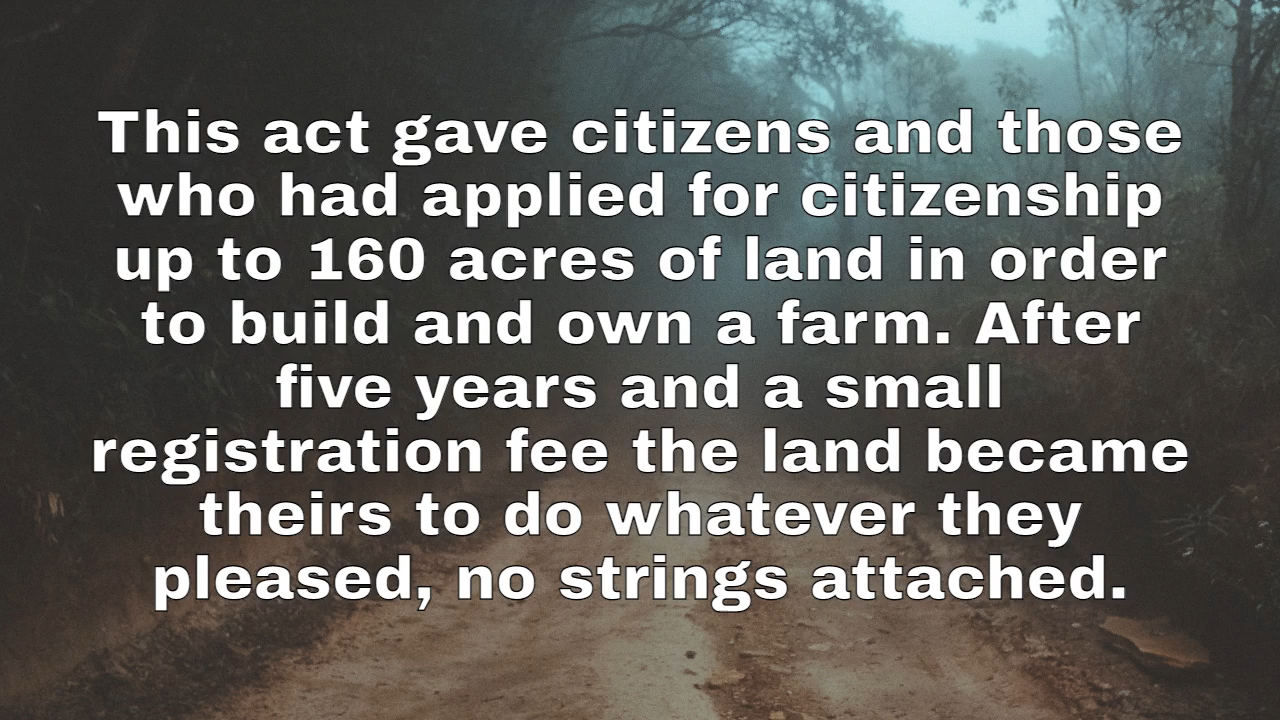 This act gave citizens and those
who had applied for citizenship
up to 160 acres of land in order
to build and own a farm. After
five years and a small
registration fee the land became
theirs to do whatever they
pleased, no strings attached.